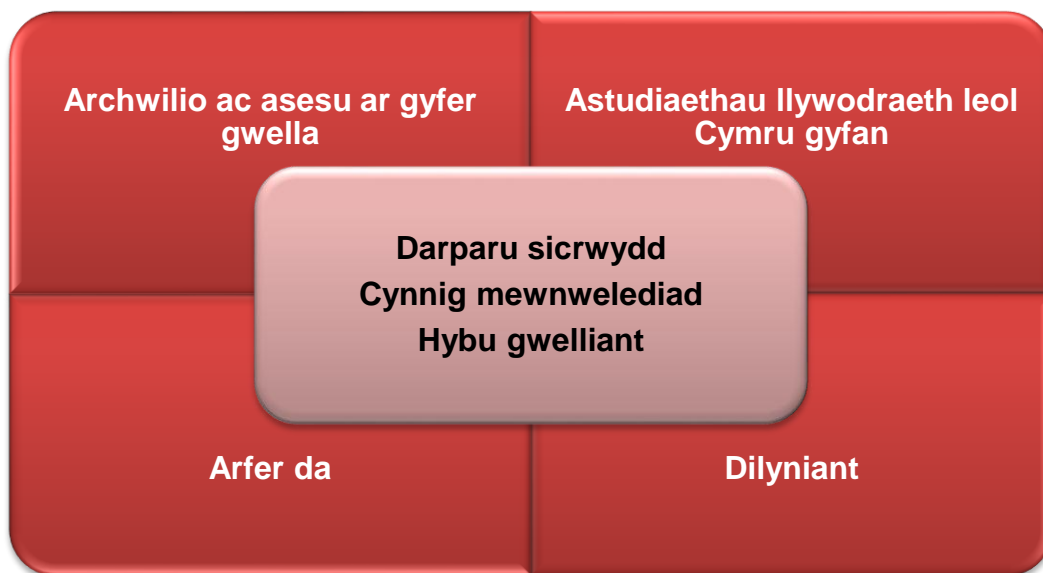 Archwilio ac asesu ar gyfer
gwella
Astudiaethau llywodraeth leol
Cymru gyfan
Darparu sicrwydd
Cynnig mewnwelediad
Hybu gwelliant
Arfer da
Dilyniant